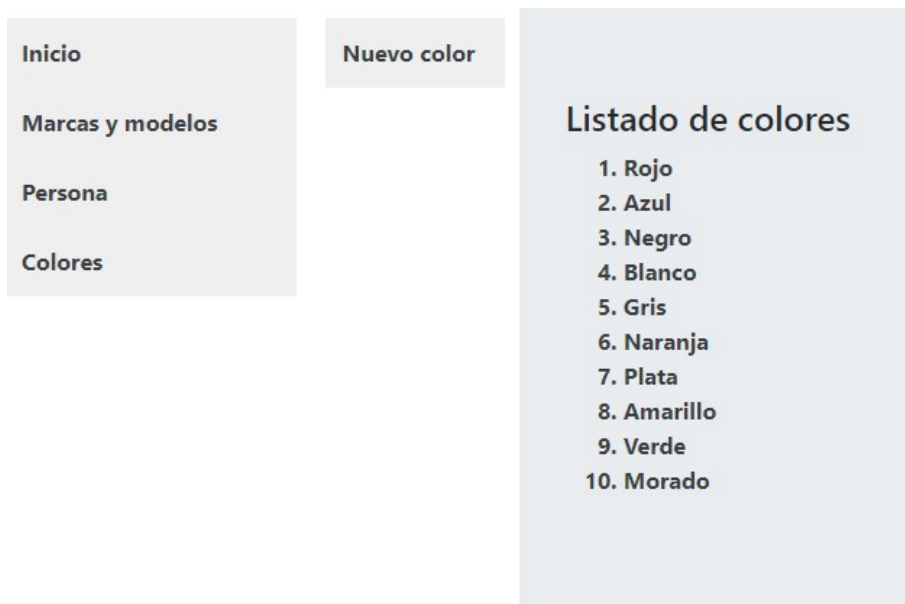 Inicio
Marcas y modelos
Persona
Colores
Nuevo color
Listado de colores
1. Rojo
2. Azul
3. Negro
4. Blanco
5. Gris
6. Naranja
7. Plata
8. Amarillo
9. Verde
10. Morado